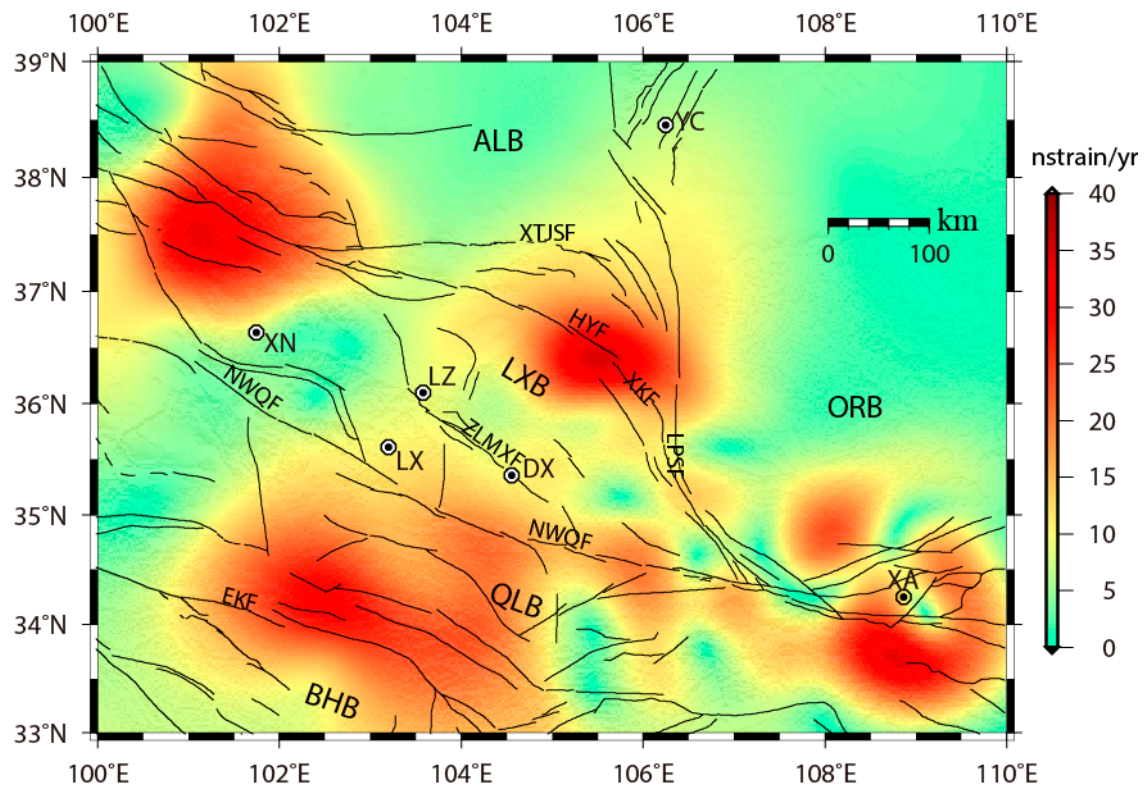 100˚E 102˚E 104˚E 106˚E 108˚E 110˚E
39˚N
YC
ALB
nstrain/yr
38˚N
40
km
XTJSF
35
0 100
37˚N
30
HYF
XN
25
LZ
LXB
XKF
NWQF
36˚N
ORB
20
ZLMXF
LPSF
LX
DX
15
35˚N
NWQF
10
XA
QLB
EKF
5
34˚N
0
BHB
33˚N
100˚E 102˚E 104˚E 106˚E 108˚E 110˚E